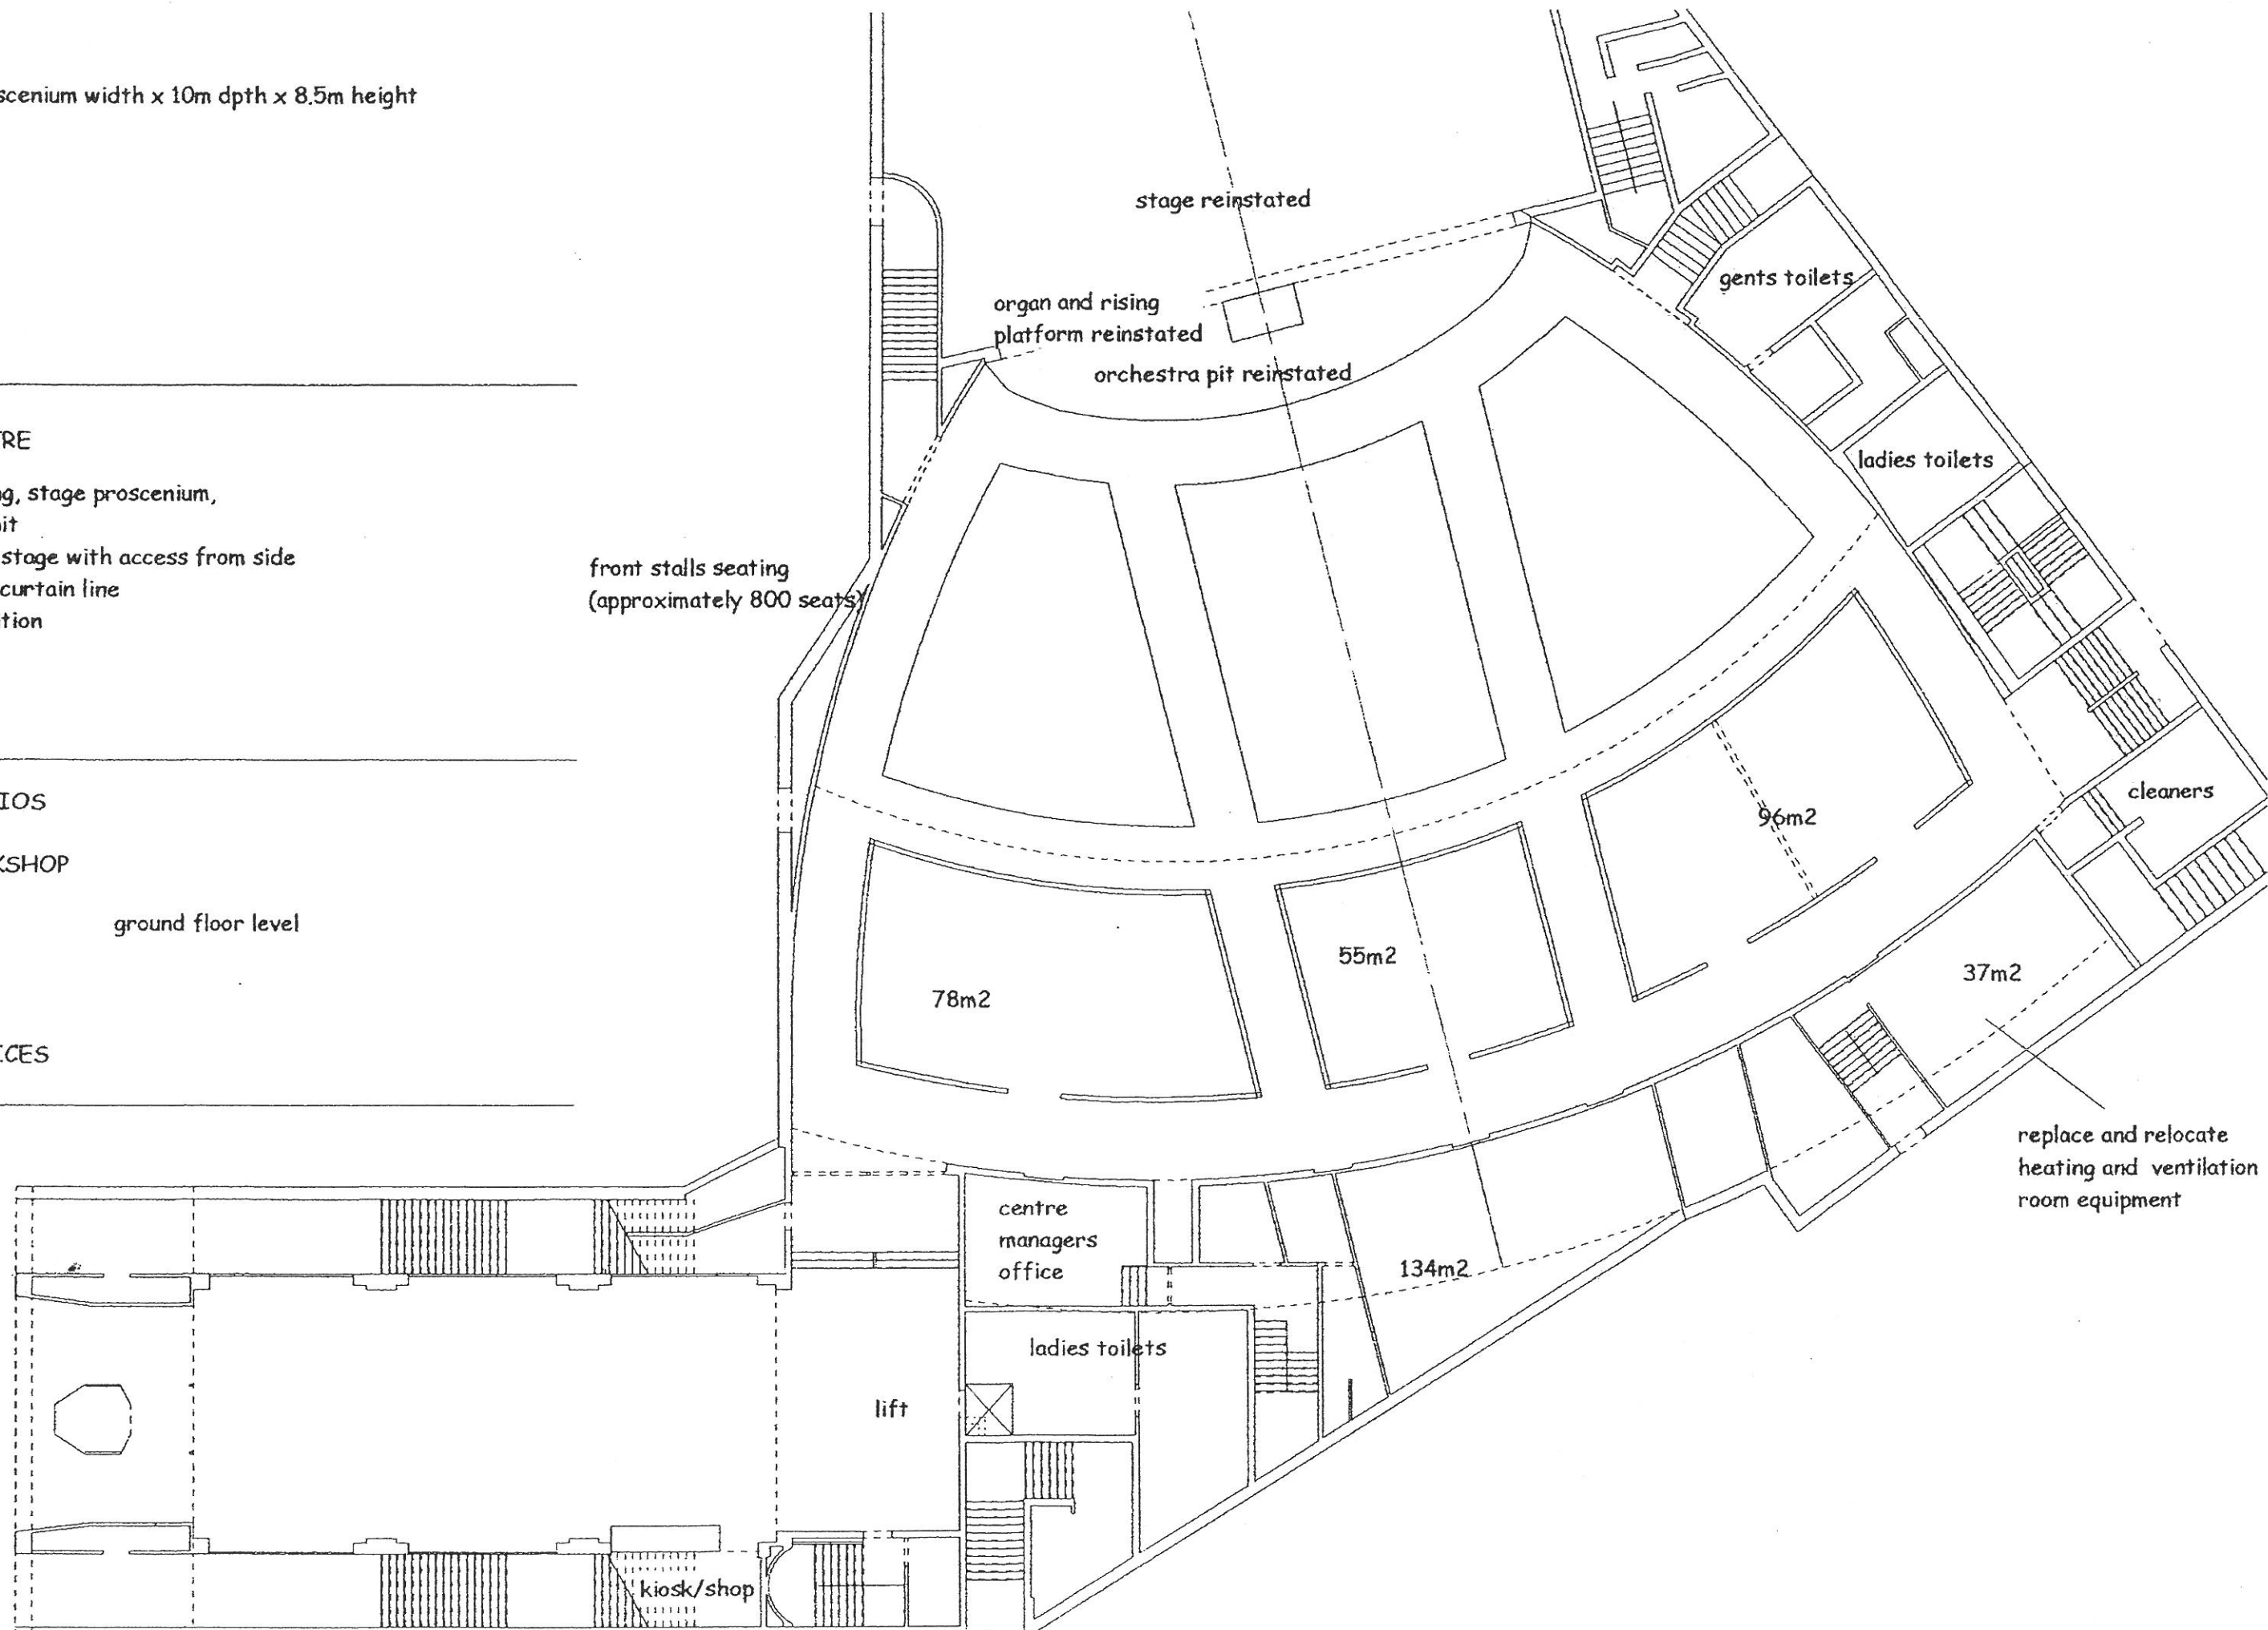 scenium width x 10m dpth x 8.5m height
RE
g, stage proscenium,
it
stage with access from side
curtain line
tion
IOS
KSHOP
ground floor level
ICES
stage reinstated
organ and rising
platform reinstated
orchestra pit reinstated
front stalls seating
(approximately 800 seats)
gents toilets
ladies toilets
cleaners
96m2
55m2
78m2
37m2
replace and relocate
heating and ventilation
room equipment
centre
managers
office
134m2
ladies toilets
lift
kiosk/shop